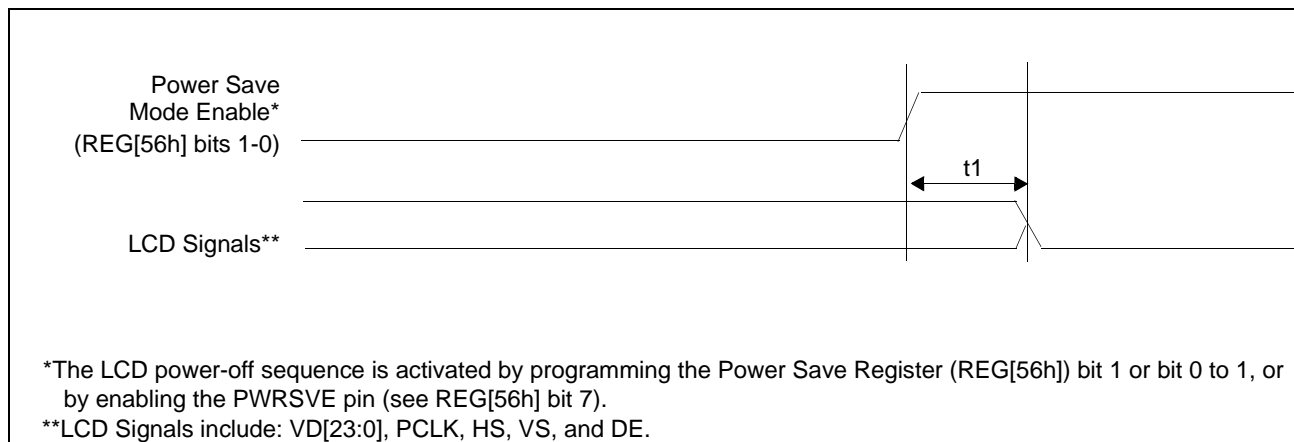 Power Save
Mode Enable*
(REG[56h] bits 1-0)
t1
LCD Signals**
*The LCD power-off sequence is activated by programming the Power Save Register (REG[56h]) bit 1 or bit 0 to 1, or
by enabling the PWRSVE pin (see REG[56h] bit 7).
**LCD Signals include: VD[23:0], PCLK, HS, VS, and DE.